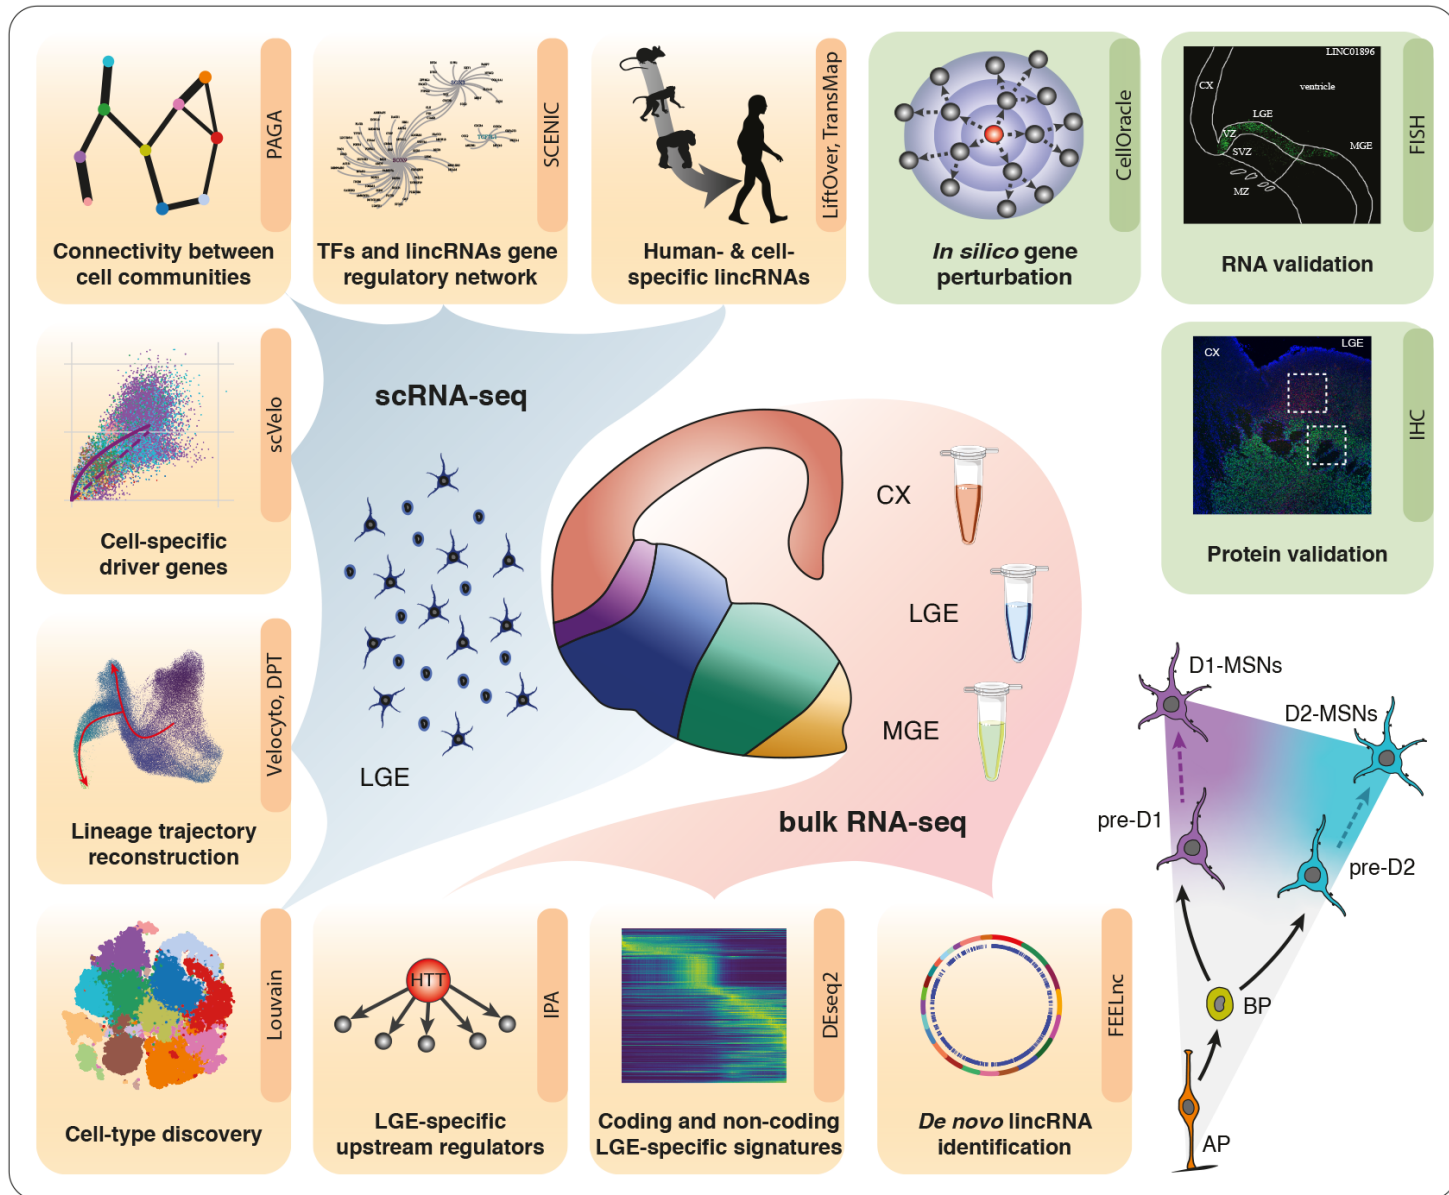 PAGA
Connectivity between
cell communities
SCENIC
TFs and lincRNAs gene
regulatory network
LiftOver, TransMap
Human- & cell-
specific lincRNAs
CellOracle
In silico gene
perturbation
LINC01896
CX
ventricle
LGE
VZ
SVZ
MGE
MZ
FISH
RNA validation
scVelo
Cell-specific
driver genes
scRNA-seq
LGE
CX
LGE
MGE
bulk RNA-seq
CX
LGE
IHC
Protein validation
Velocyto, DPT
Lineage trajectory
reconstruction
D1-MSNs
D2-MSNs
pre-D1
pre-D2
BP
AP
Louvain
Cell-type discovery
HTT
IPA
LGE-specific
upstream regulators
DEseq2
Coding and non-coding
LGE-specific signatures
FEELnc
De novo lincRNA
identification